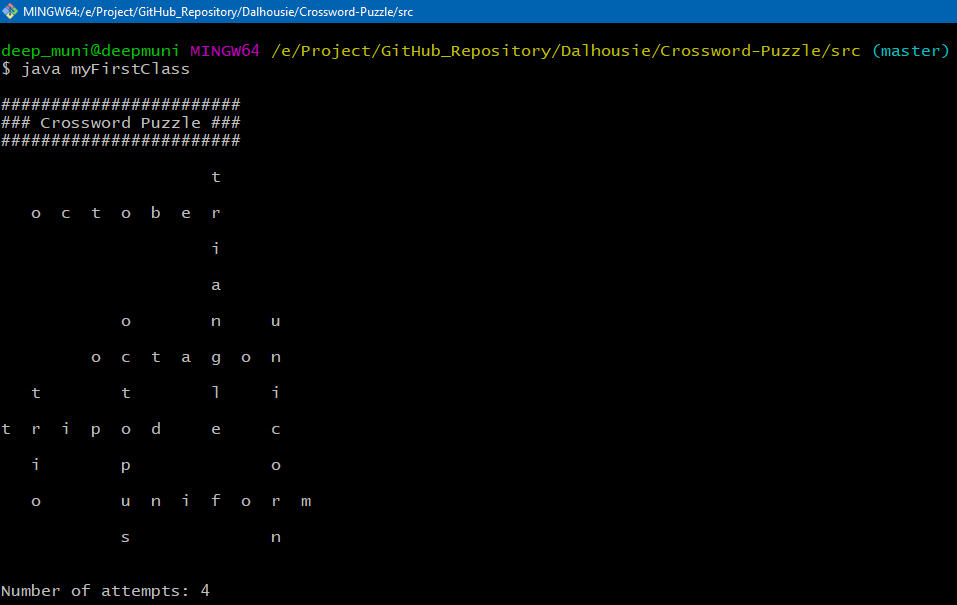 MINGW64:/e/Project/GitHub_Repository/Dalhousie/Crossword-Puzzle/src
deep_muni@deepmuni MINGW64 /e/Project/GitHub_Repository/Dalhousie/Crossword-Puzzle/src (master)
$ java myFirstClass
########################
### Crossword Puzzle ###
########################
                     t
   o  c  t  o  b  e  r
                     i
                     a
            o        n     u
         o  c  t  a  g  o  n
   t        t        l     i
t  r  i  p  o  d     e     c
   i        p              o
   o        u  n  i  f  o  r  m
            s              n
Number of attempts: 4